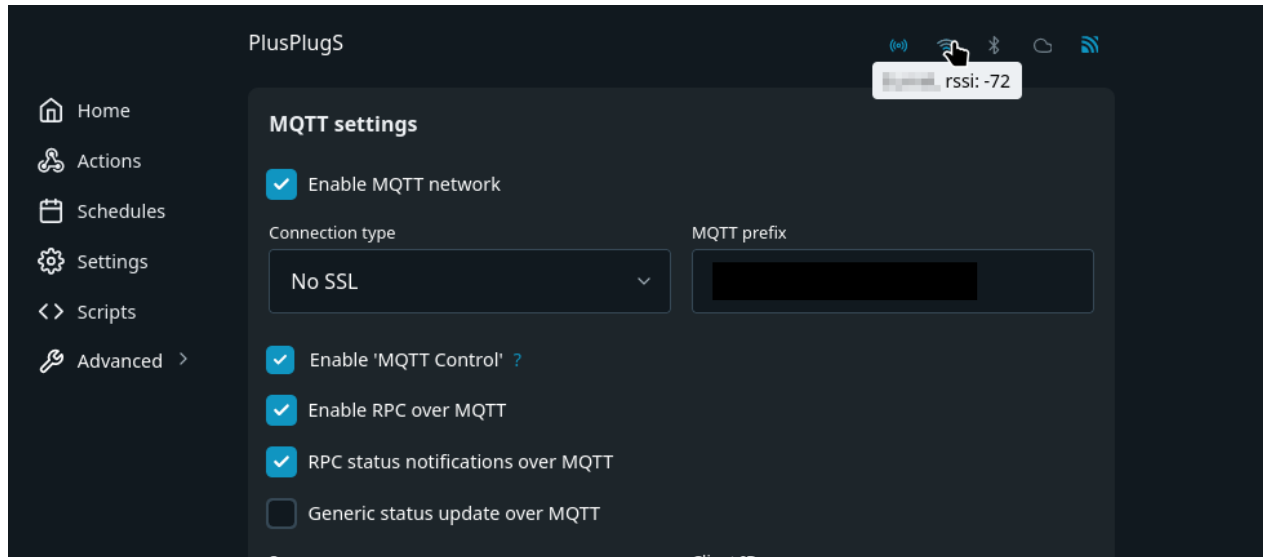 PlusPlugS
rssi: -72
Home
Actions
Schedules
Settings
Scripts
Advanced
MQTT settings
Enable MQTT network
Connection type
No SSL
MQTT prefix
Enable 'MQTT Control' ?
Enable RPC over MQTT
RPC status notifications over MQTT
Generic status update over MQTT